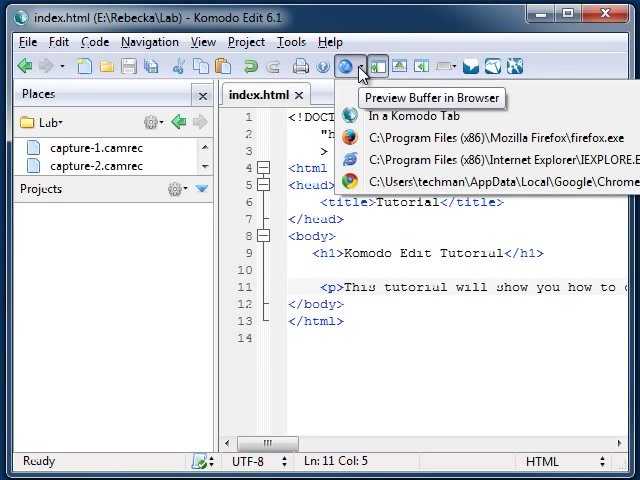 index.html (E:\Rebecka\Lab) - Komodo Edit 6.1
File Edit Code Navigation View Project Tools Help
Places
index.html
Preview Buffer in Browser
Lab
In a Komodo Tab
C:\Program Files (x86)\Mozilla Firefox\firefox.exe
C:\Program Files (x86)\Internet Explorer\IEXPLORE.E
C:\Users\techman\AppData\Local\Google\Chrome
capture-1.camrec
capture-2.camrec
Projects
1 <!DOCT
2 "h
3 >
4 <html
5 <head>
6 <title>Tutorial</title>
7 </head>
8 <body>
9 <h1>Komodo Edit Tutorial</h1>
10
11 <p>This tutorial will show you how to
12 </body>
13 </html>
14
Ready UTF-8 Ln: 11 Col: 5 HTML